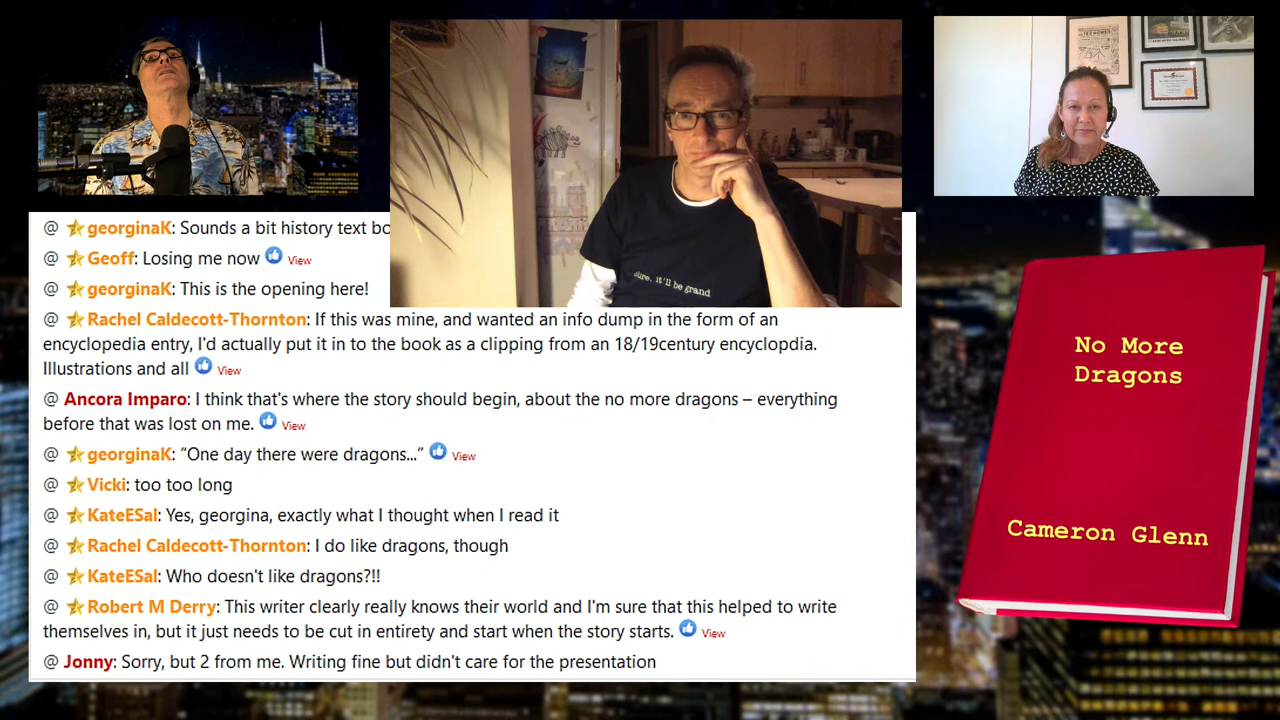 @ georginaK: Sounds a bit history text bo
@ Geoff: Losing me now View
@ georginaK: This is the opening here!
@ Rachel Caldecott-Thornton: If this was mine, and wanted an info dump in the form of an
encyclopedia entry, I'd actually put it in to the book as a clipping from an 18/19century encyclopdia.
Illustrations and all View
@ Ancora Imparo: I think that's where the story should begin, about the no more dragons – everything
before that was lost on me. View
@ georginaK: “One day there were dragons...” View
@ Vicki: too too long
@ KateESal: Yes, georgina, exactly what I thought when I read it
@ Rachel Caldecott-Thornton: I do like dragons, though
@ KateESal: Who doesn't like dragons?!!
@ Robert M Derry: This writer clearly really knows their world and I'm sure that this helped to write
themselves in, but it just needs to be cut in entirety and start when the story starts. View
@ Jonny: Sorry, but 2 from me. Writing fine but didn't care for the presentation
sure, it'll be grand
No More
Dragons
Cameron Glenn